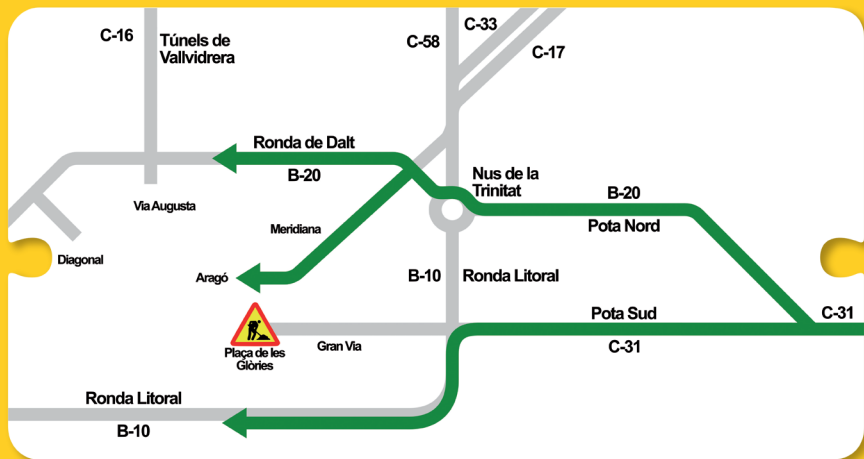 C-16
Túnels de
Vallvidrera
C-58
C-33
C-17
Ronda de Dalt
B-20
Nus de la
Trinitat
B-20
Pota Nord
Via Augusta
Meridiana
Diagonal
Aragó
B-10
Ronda Litoral
Pota Sud
C-31
C-31
Gran Via
Plaça de les
Glòries
Ronda Litoral
B-10